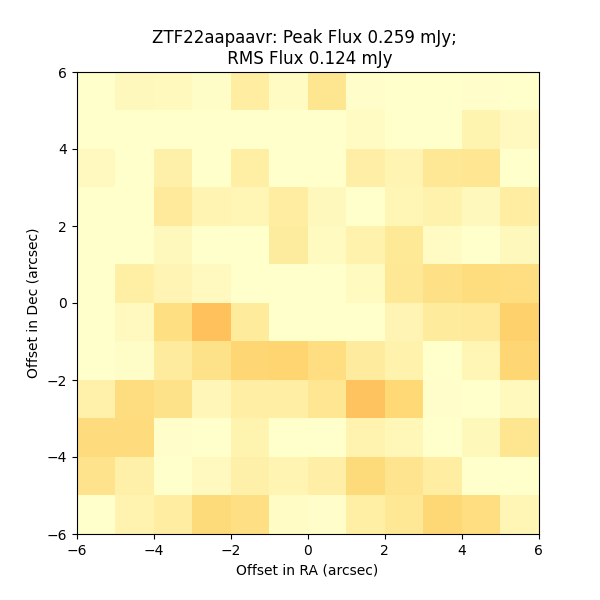 ZTF22aapaavr: Peak Flux 0.259 mJy;
RMS Flux 0.124 mJy
6
4
2
0
−2
−4
−6
Offset in Dec (arcsec)
−6 −4 −2 0 2 4 6
Offset in RA (arcsec)